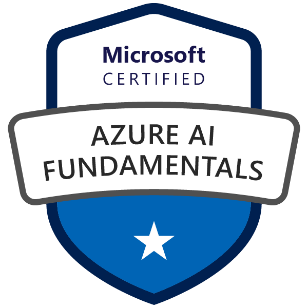 Microsoft
CERTIFIED
AZURE AI
FUNDAMENTALS